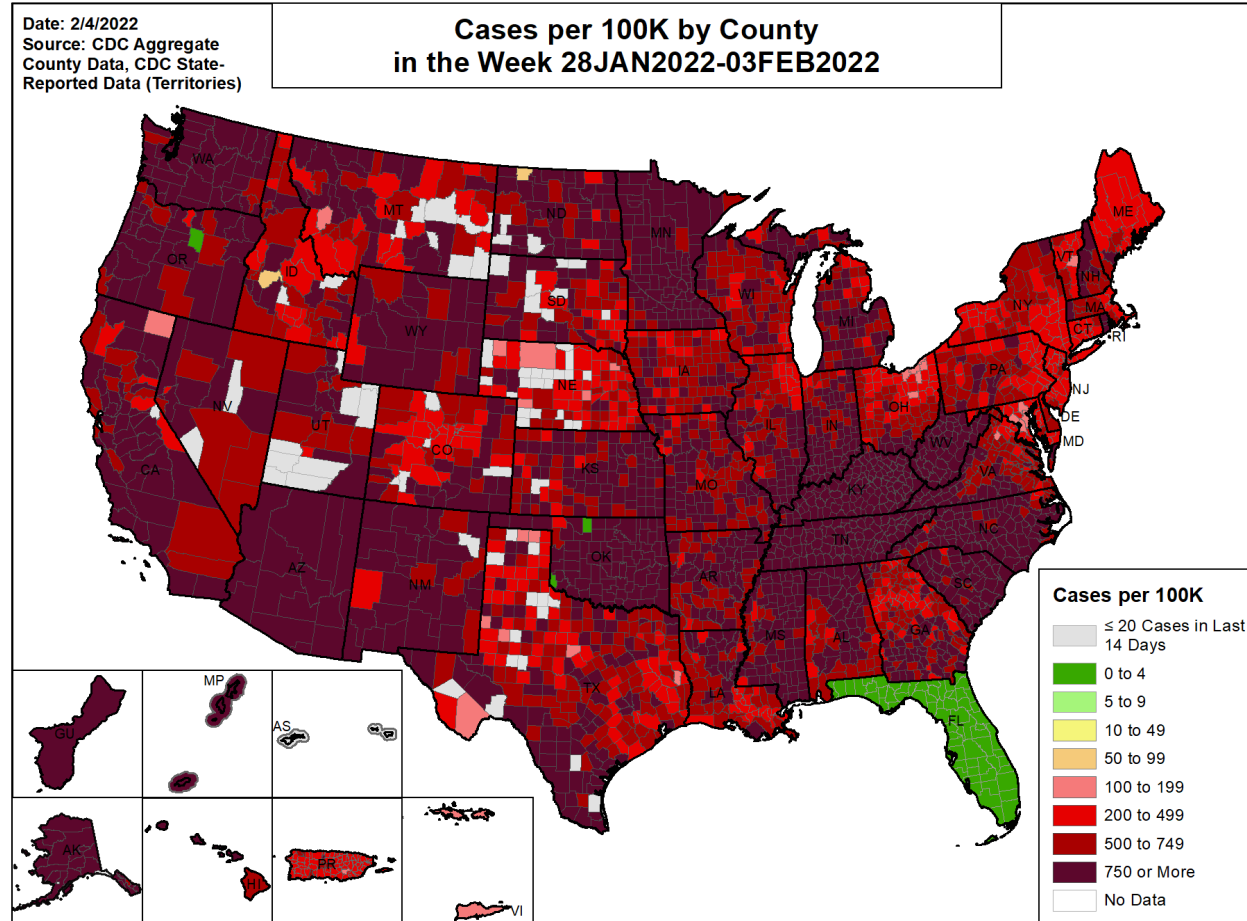 Date: 2/4/2022
Source: CDC Aggregate
County Data, CDC State-
Reported Data (Territories)
Cases per 100K by County
in the Week 28JAN2022-03FEB2022
WA
MT
ND
MN
ME
OR
ID
SD
WI
MI
VT
NH
NY
MA
CT
RI
WY
NE
IA
PA
NJ
NV
UT
CO
IL
IN
OH
DE
MD
WV
VA
CA
KS
MO
KY
NC
TN
AZ
NM
OK
AR
SC
MS
AL
GA
TX
LA
FL
GU
MP
AS
AK
HI
PR
VI
Cases per 100K
≤ 20 Cases in Last
14 Days
0 to 4
5 to 9
10 to 49
50 to 99
100 to 199
200 to 499
500 to 749
750 or More
No Data